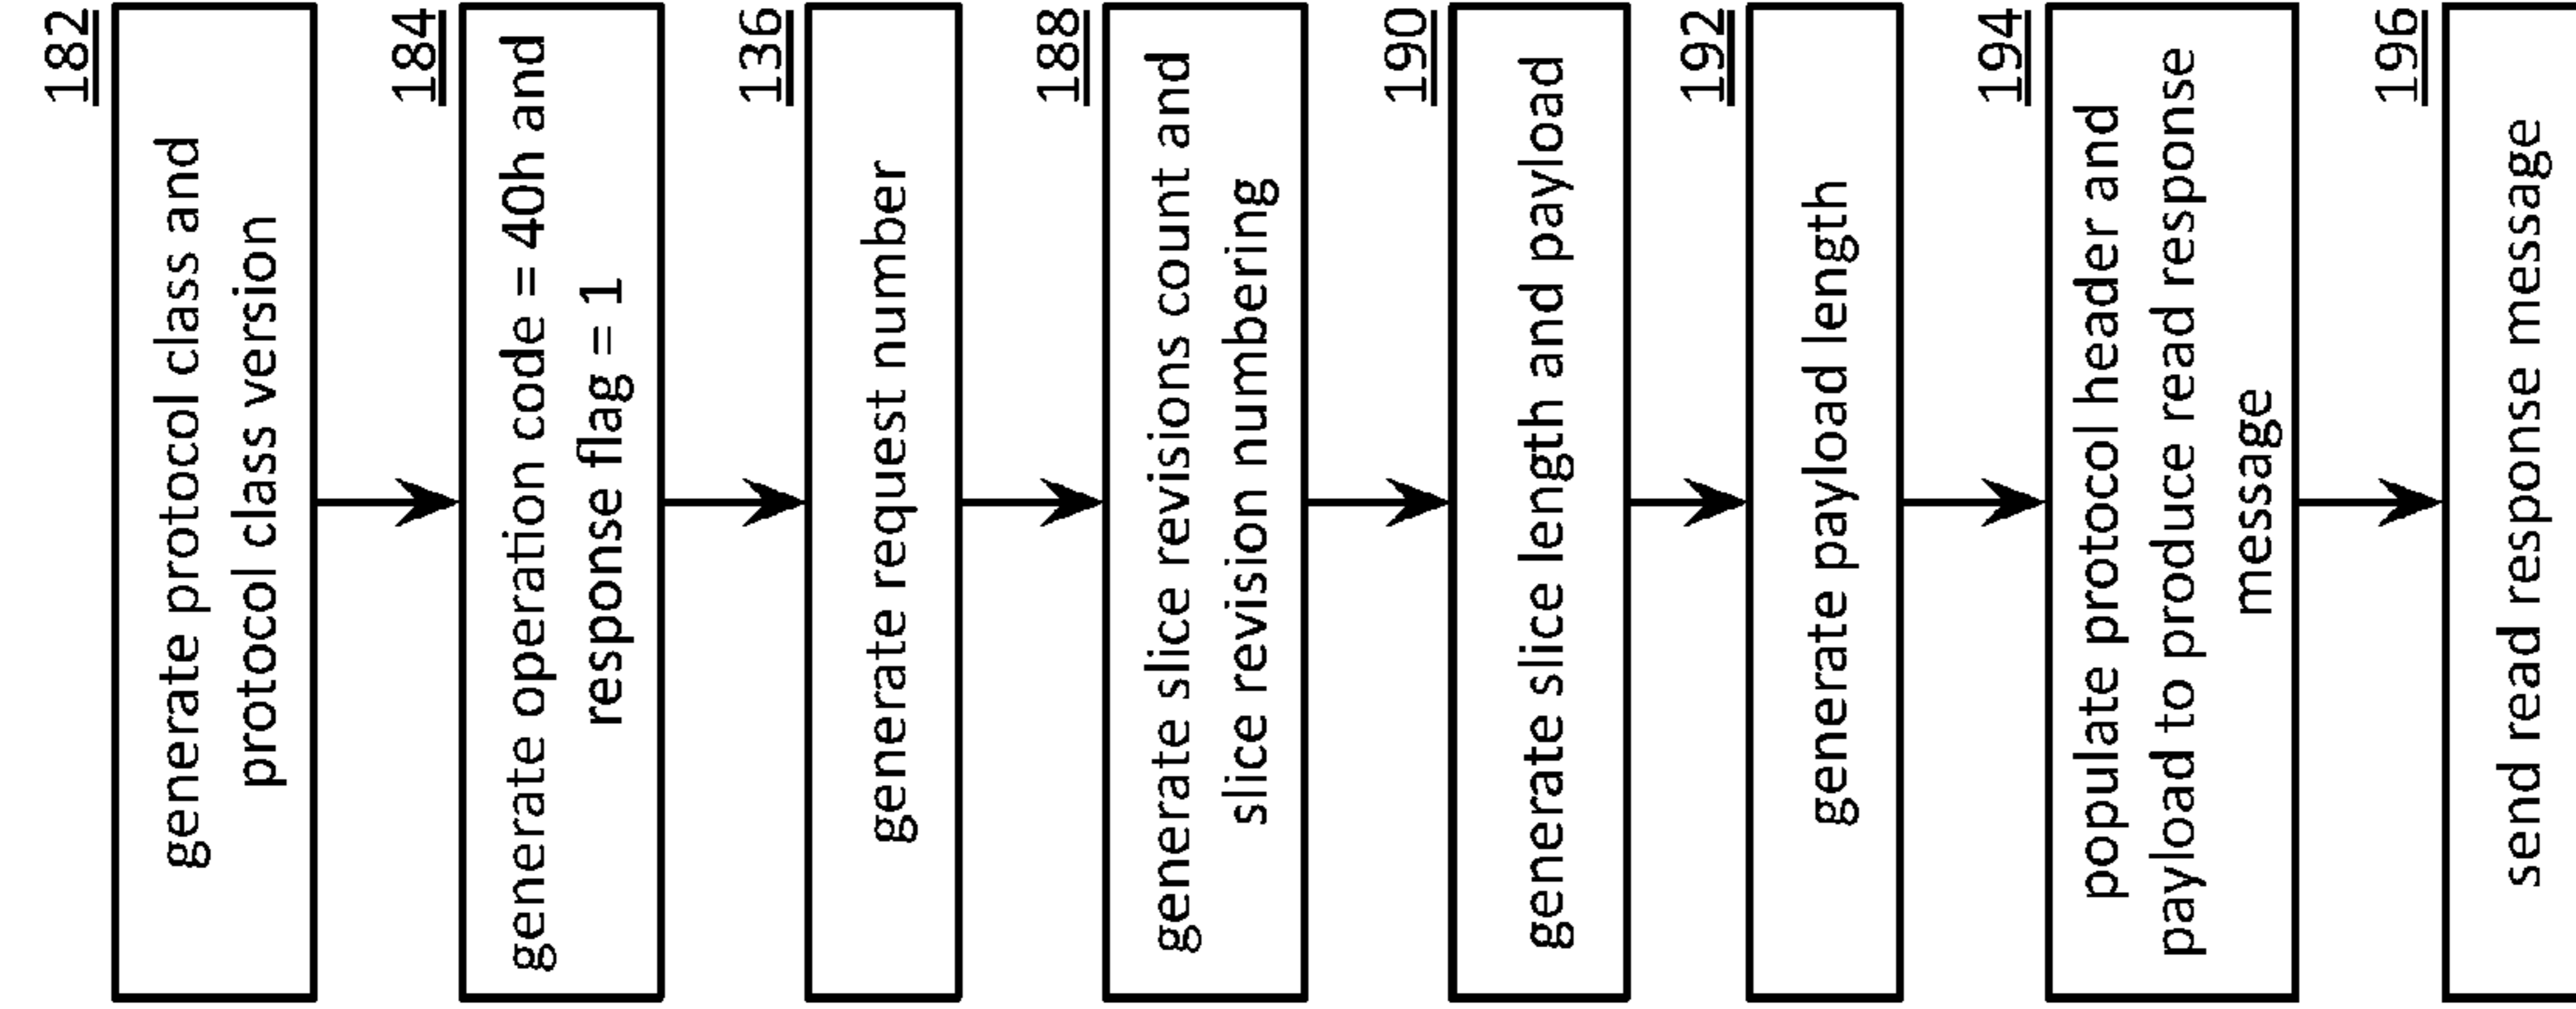 182
generate protocol class and
protocol class version
184
generate operation code = 40h and
response flag = 1
136
generate request number
188
generate slice revisions count and
slice revision numbering
190
generate slice length and payload
192
generate payload length
194
populate protocol header and
payload to produce read response
message
196
send read response message